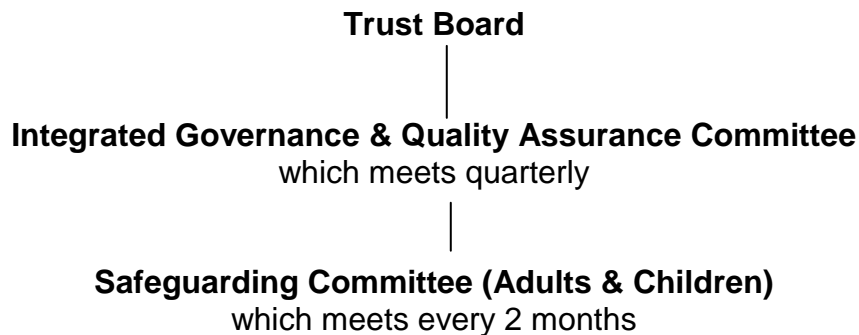 Trust Board
Integrated Governance & Quality Assurance Committee
which meets quarterly
Safeguarding Committee (Adults & Children)
which meets every 2 months